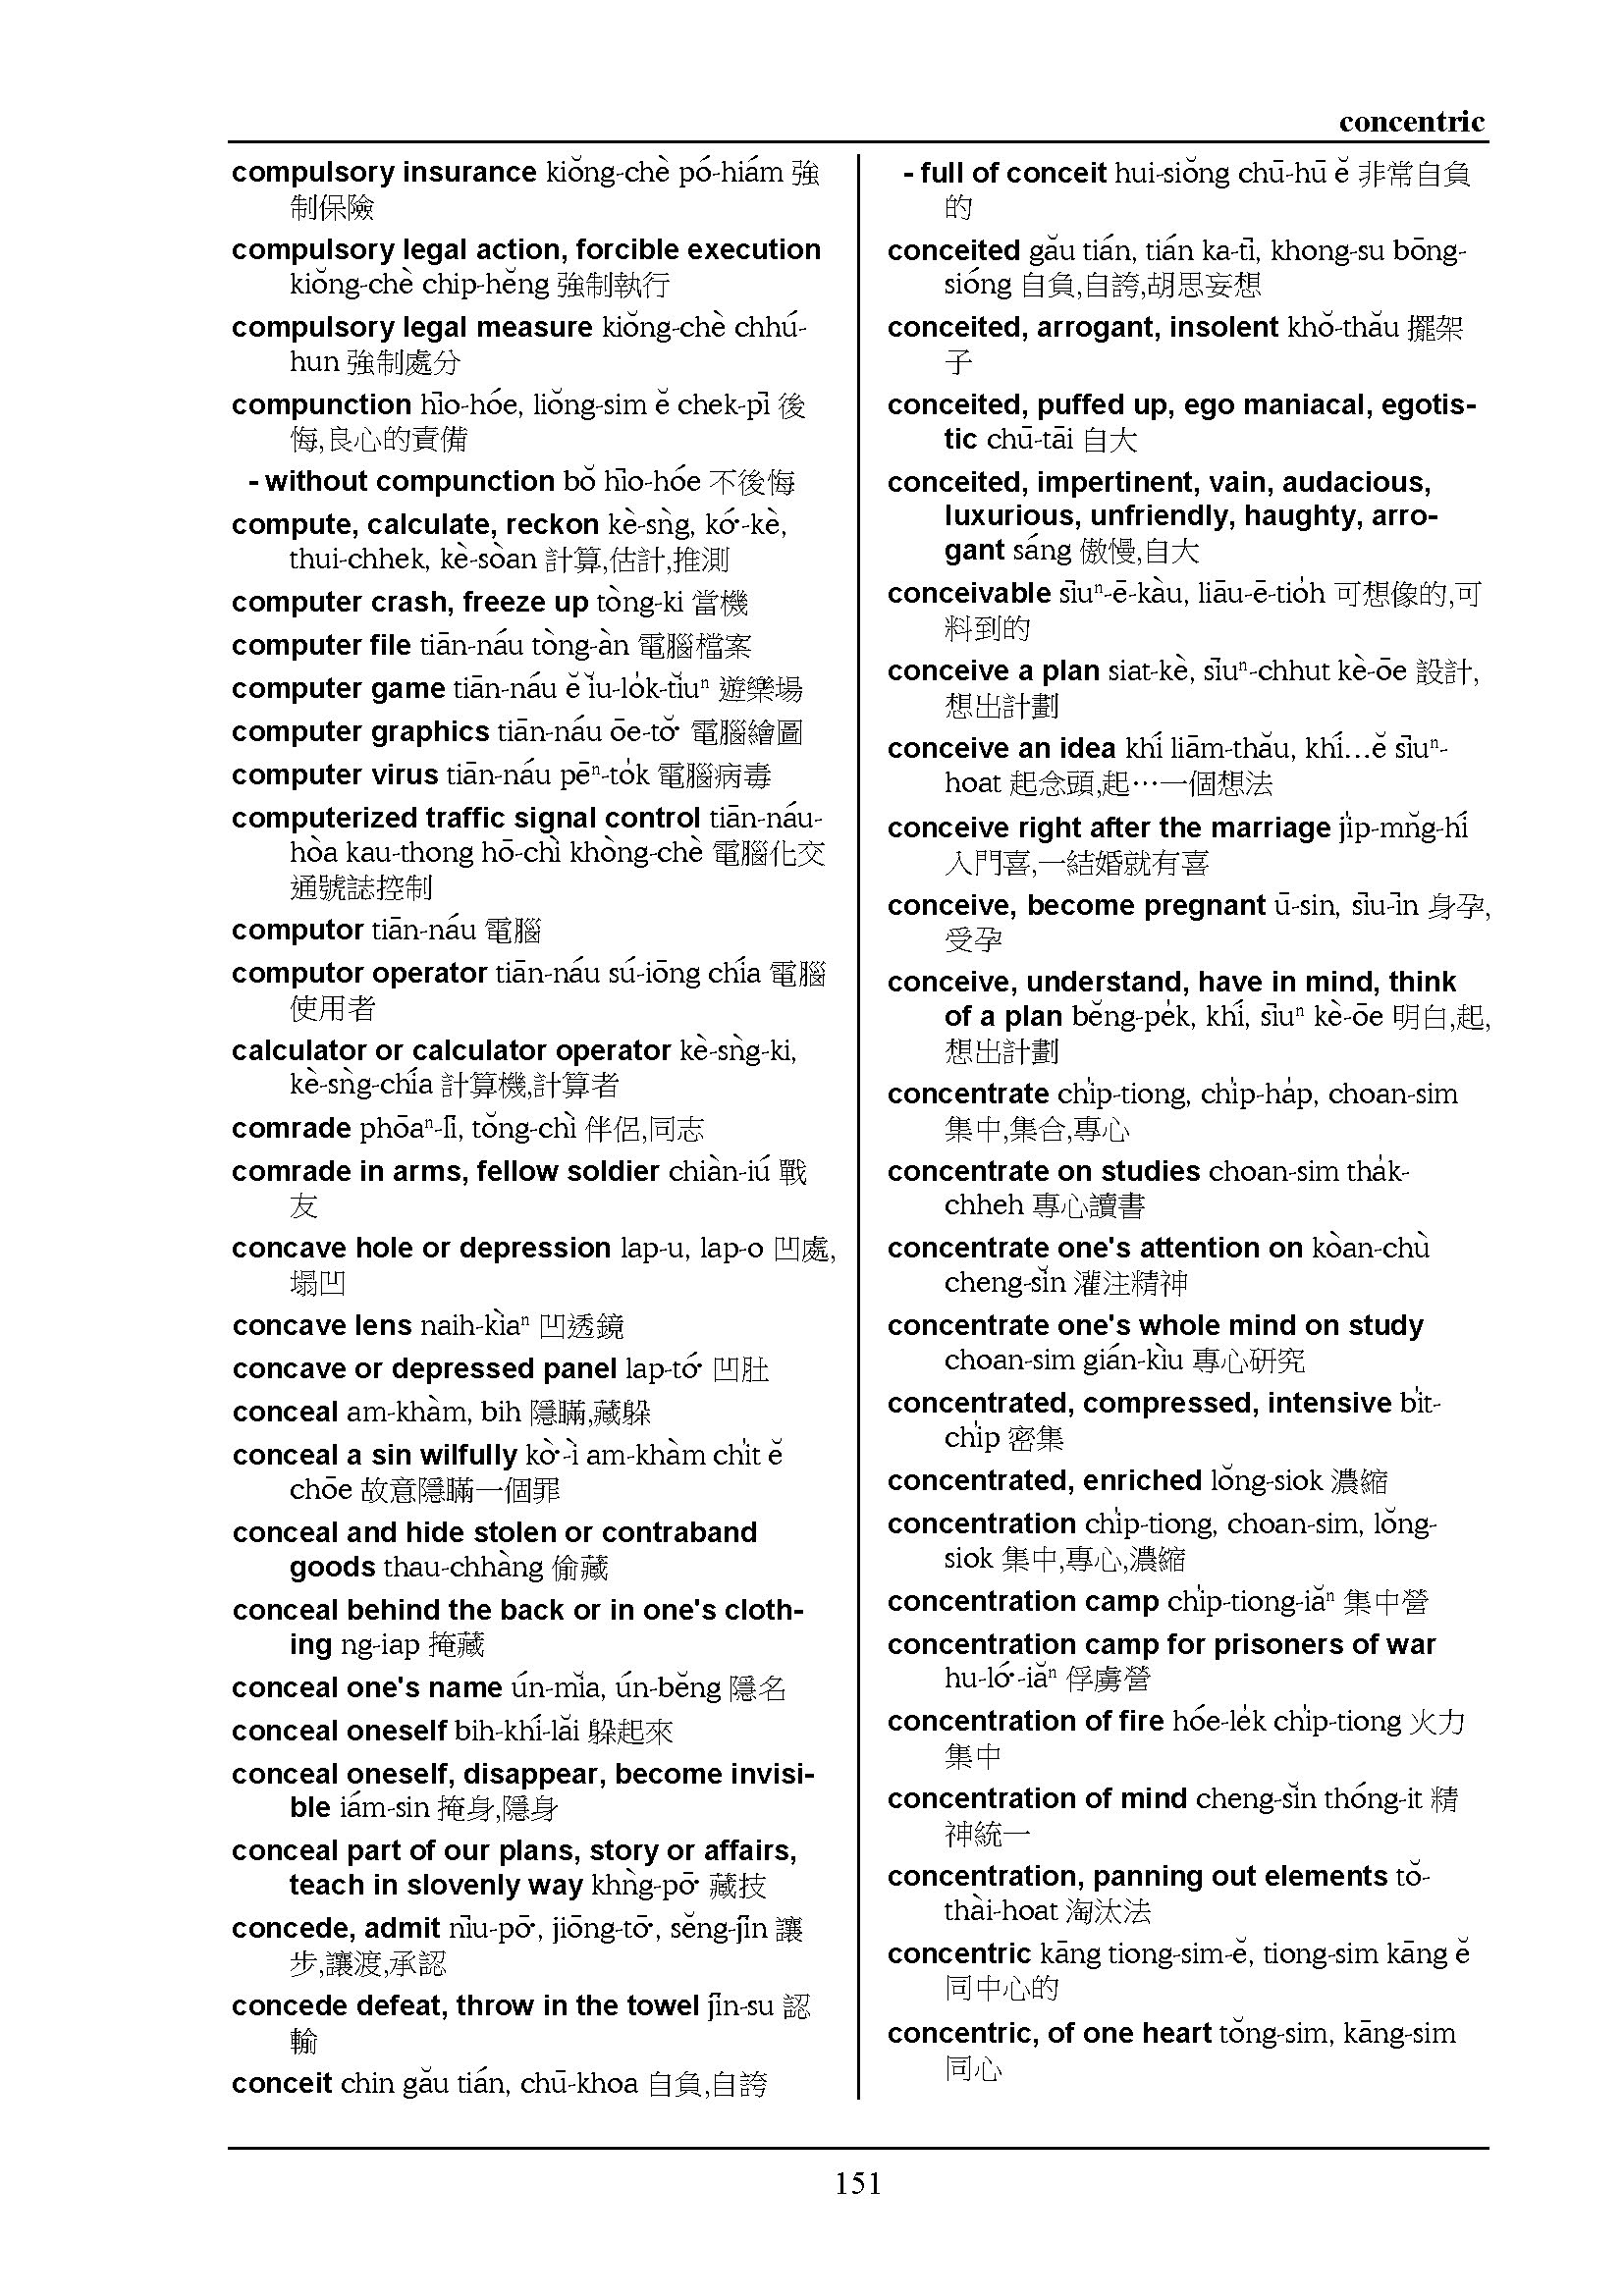 concentric
compulsory insurance kiŏng-chè pó-hiám 強
制保險
compulsory legal action, forcible execution
kiŏng-chè chip-hĕng 強制執行
compulsory legal measure kiŏng-chè chhú-
hun 強制處分
compunction hīo-hóe, liŏng-sim ĕ chek-pī 後
悔,良心的責備
- without compunction bŏ hīo-hóe 不後悔
compute, calculate, reckon kè-sǹg, kó͘-kè,
thui-chhek, kè-sòan 計算,估計,推測
computer crash, freeze up tòng-ki 當機
computer file tiān-náu tòng-àn 電腦檔案
computer game tiān-náu ĕ ĭu-lo̍k-tĭuⁿ 遊樂場
computer graphics tiān-náu ōe-tŏ͘ 電腦繪圖
computer virus tiān-náu pēⁿ-to̍k 電腦病毒
computerized traffic signal control tiān-náu-
hòa kau-thong hō-chì khòng-chè 電腦化交
通號誌控制
computor tiān-náu 電腦
computor operator tiān-náu sú-iōng chía 電腦
使用者
calculator or calculator operator kè-sǹg-ki,
kè-sǹg-chía 計算機,計算者
comrade phōaⁿ-lī, tŏng-chì 伴侶,同志
comrade in arms, fellow soldier chiàn-iú 戰
友
concave hole or depression lap-u, lap-o 凹處,
塌凹
concave lens naih-kìaⁿ 凹透鏡
concave or depressed panel lap-tó͘ 凹肚
conceal am-khàm, bih 隱瞞,藏躲
conceal a sin wilfully kò͘-ì am-khàm chi̍t ĕ
chōe 故意隱瞞一個罪
conceal and hide stolen or contraband
goods thau-chhàng 偷藏
conceal behind the back or in one's cloth-
ing ng-iap 掩藏
conceal one's name ún-mĭa, ún-bĕng 隱名
conceal oneself bih-khí-lăi 躲起來
conceal oneself, disappear, become invisi-
ble iám-sin 掩身,隱身
conceal part of our plans, story or affairs,
teach in slovenly way khǹg-pō͘ 藏技
concede, admit nīu-pō͘, jiōng-tō͘, sĕng-jīn 讓
步,讓渡,承認
concede defeat, throw in the towel jīn-su 認
輸
conceit chin gău tián, chū-khoa 自負,自誇
- full of conceit hui-siŏng chū-hū ĕ 非常自負
的
conceited gău tián, tián ka-tī, khong-su bōng-
sióng 自負,自誇,胡思妄想
conceited, arrogant, insolent khŏ-thău 擺架
子
conceited, puffed up, ego maniacal, egotis-
tic chū-tāi 自大
conceited, impertinent, vain, audacious,
luxurious, unfriendly, haughty, arro-
gant sáng 傲慢,自大
conceivable sīuⁿ-ē-kàu, liāu-ē-tio̍h 可想像的,可
料到的
conceive a plan siat-kè, sīuⁿ-chhut kè-ōe 設計,
想出計劃
conceive an idea khí liām-thău, khí...ĕ sīuⁿ-
hoat 起念頭,起⋯一個想法
conceive right after the marriage ji̍p-mn̆g-hí
入門喜,一結婚就有喜
conceive, become pregnant ū-sin, sīu-īn 身孕,
受孕
conceive, understand, have in mind, think
of a plan bĕng-pe̍k, khí, sīuⁿ kè-ōe 明白,起,
想出計劃
concentrate chi̍p-tiong, chi̍p-ha̍p, choan-sim
集中,集合,專心
concentrate on studies choan-sim tha̍k-
chheh 專心讀書
concentrate one's attention on kòan-chù
cheng-sĭn 灌注精神
concentrate one's whole mind on study
choan-sim gián-kìu 專心研究
concentrated, compressed, intensive bi̍t-
chi̍p 密集
concentrated, enriched lŏng-siok 濃縮
concentration chi̍p-tiong, choan-sim, lŏng-
siok 集中,專心,濃縮
concentration camp chi̍p-tiong-iăⁿ 集中營
concentration camp for prisoners of war
hu-ló͘-iăⁿ 俘虜營
concentration of fire hóe-le̍k chi̍p-tiong 火力
集中
concentration of mind cheng-sĭn thóng-it 精
神統一
concentration, panning out elements tŏ-
thài-hoat 淘汰法
concentric kāng tiong-sim-ĕ, tiong-sim kāng ĕ
同中心的
concentric, of one heart tŏng-sim, kāng-sim
同心
151